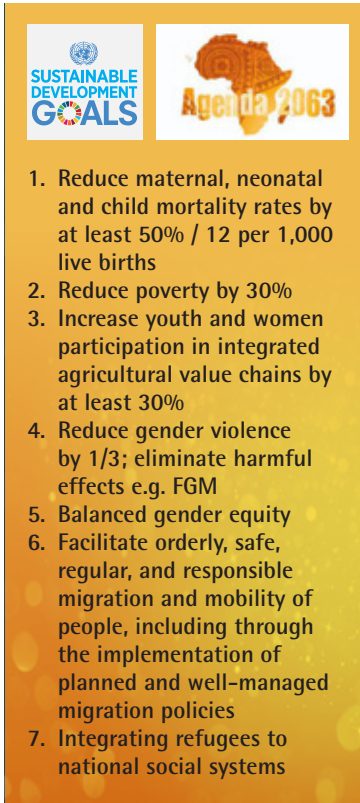 SUSTAINABLE
DEVELOPMENT
GOALS
Agenda 2063
1. Reduce maternal, neonatal
and child mortality rates by
at least 50% / 12 per 1,000
live births
2. Reduce poverty by 30%
3. Increase youth and women
participation in integrated
agricultural value chains by
at least 30%
4. Reduce gender violence
by 1/3; eliminate harmful
effects e.g. FGM
5. Balanced gender equity
6. Facilitate orderly, safe,
regular, and responsible
migration and mobility of
people, including through
the implementation of
planned and well-managed
migration policies
7. Integrating refugees to
national social systems